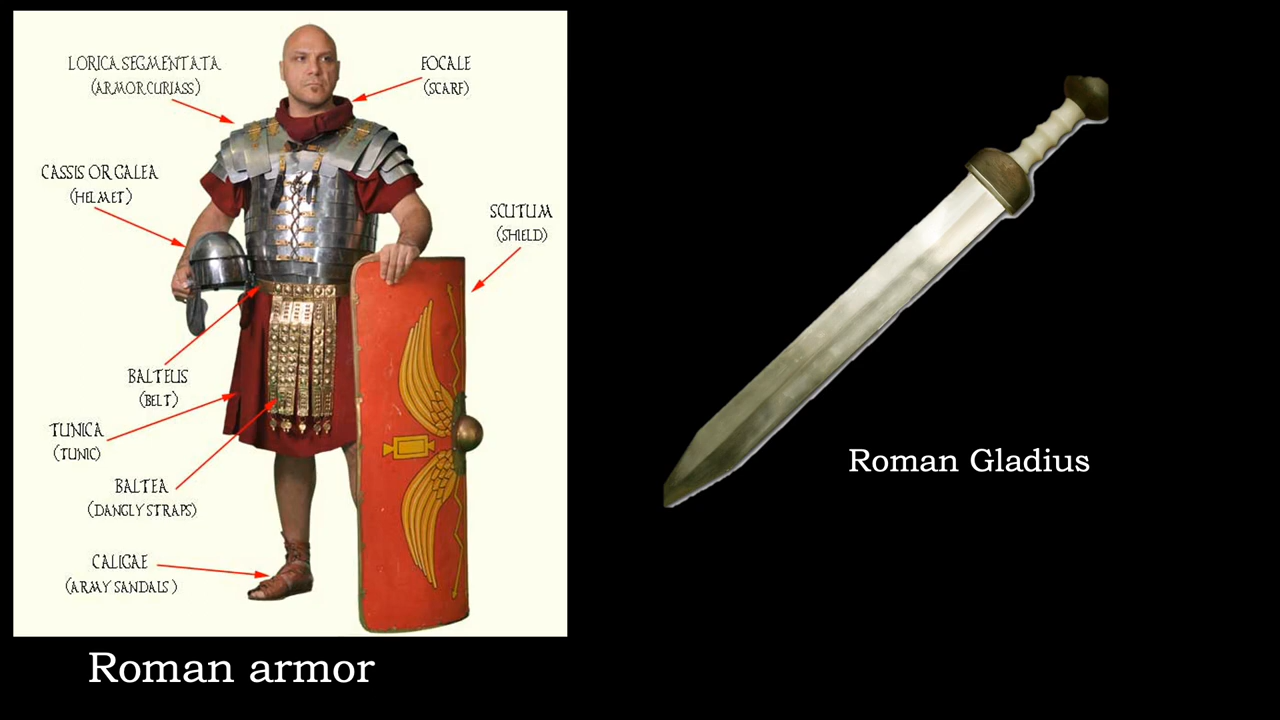 LORICA SEGMENTATA
(ARMOR CURIASS)
FOCALE
(SCARF)
CASSIS OR GALEA
(HELMET)
SCUTUM
(SHIELD)
BALTEUS
(BELT)
TUNICA
(TUNIC)
BALTEA
(DANGLY STRAPS)
CALIGAE
(ARMY SANDALS )
Roman armor
Roman Gladius